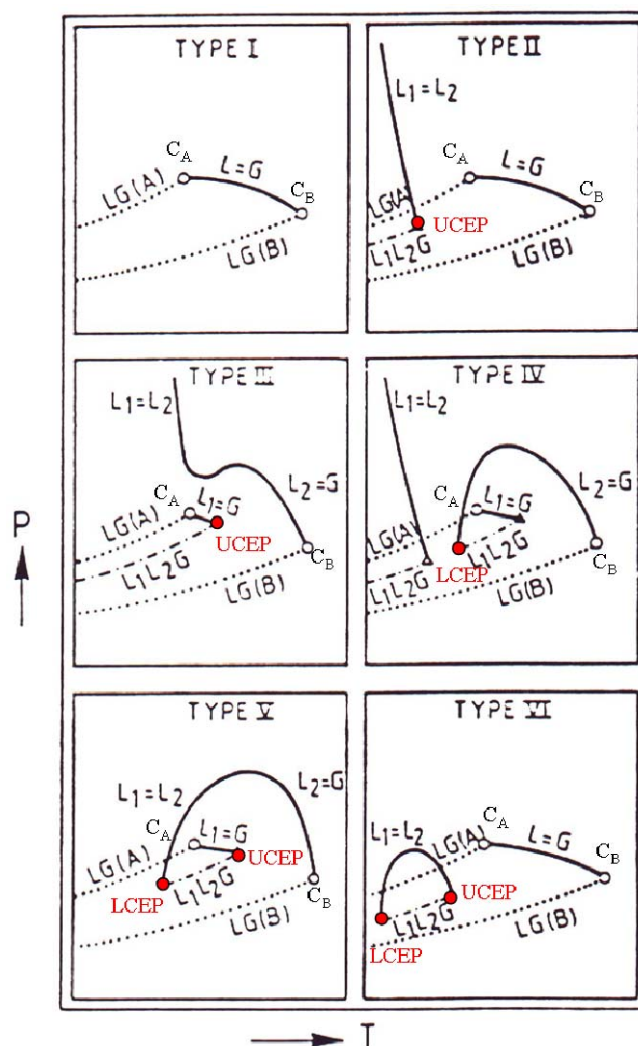 TYPE I
C_A
L=G
C_B
LG(A)
LG(B)
TYPE II
L₁=L₂
C_A
L=G
C_B
LG(A)
UCEP
L₁L₂G
LG(B)
TYPE III
L₁=L₂
L₂=G
C_A
L₁=G
LG(A)
UCEP
L₁L₂G
C_B
LG(B)
TYPE IV
L₁=L₂
L₂=G
C_A
L₁=G
LG(A)
L₁L₂G
C_B
L₁L₂G
LCEP
LG(B)
P
TYPE V
L₁=L₂
L₂=G
C_A
L₁=G
LG(A)
UCEP
C_B
LCEP
L₁L₂G
LG(B)
TYPE VI
L₁=L₂
C_A
LG(A)
L=G
C_B
UCEP
L₁L₂G
LG(B)
LCEP
T